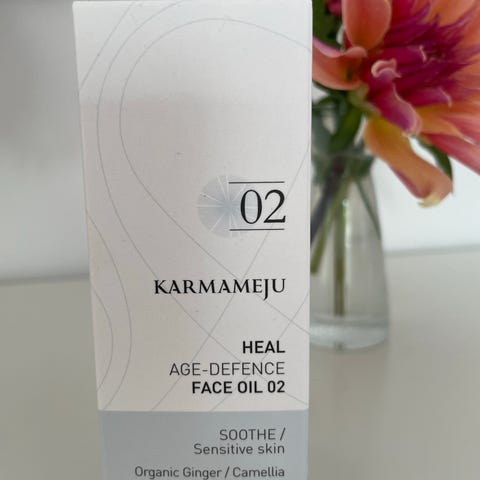 02
KARMAMEJU
HEAL
AGE-DEFENCE
FACE OIL 02
SOOTHE /
Sensitive skin
Organic Ginger / Camellia